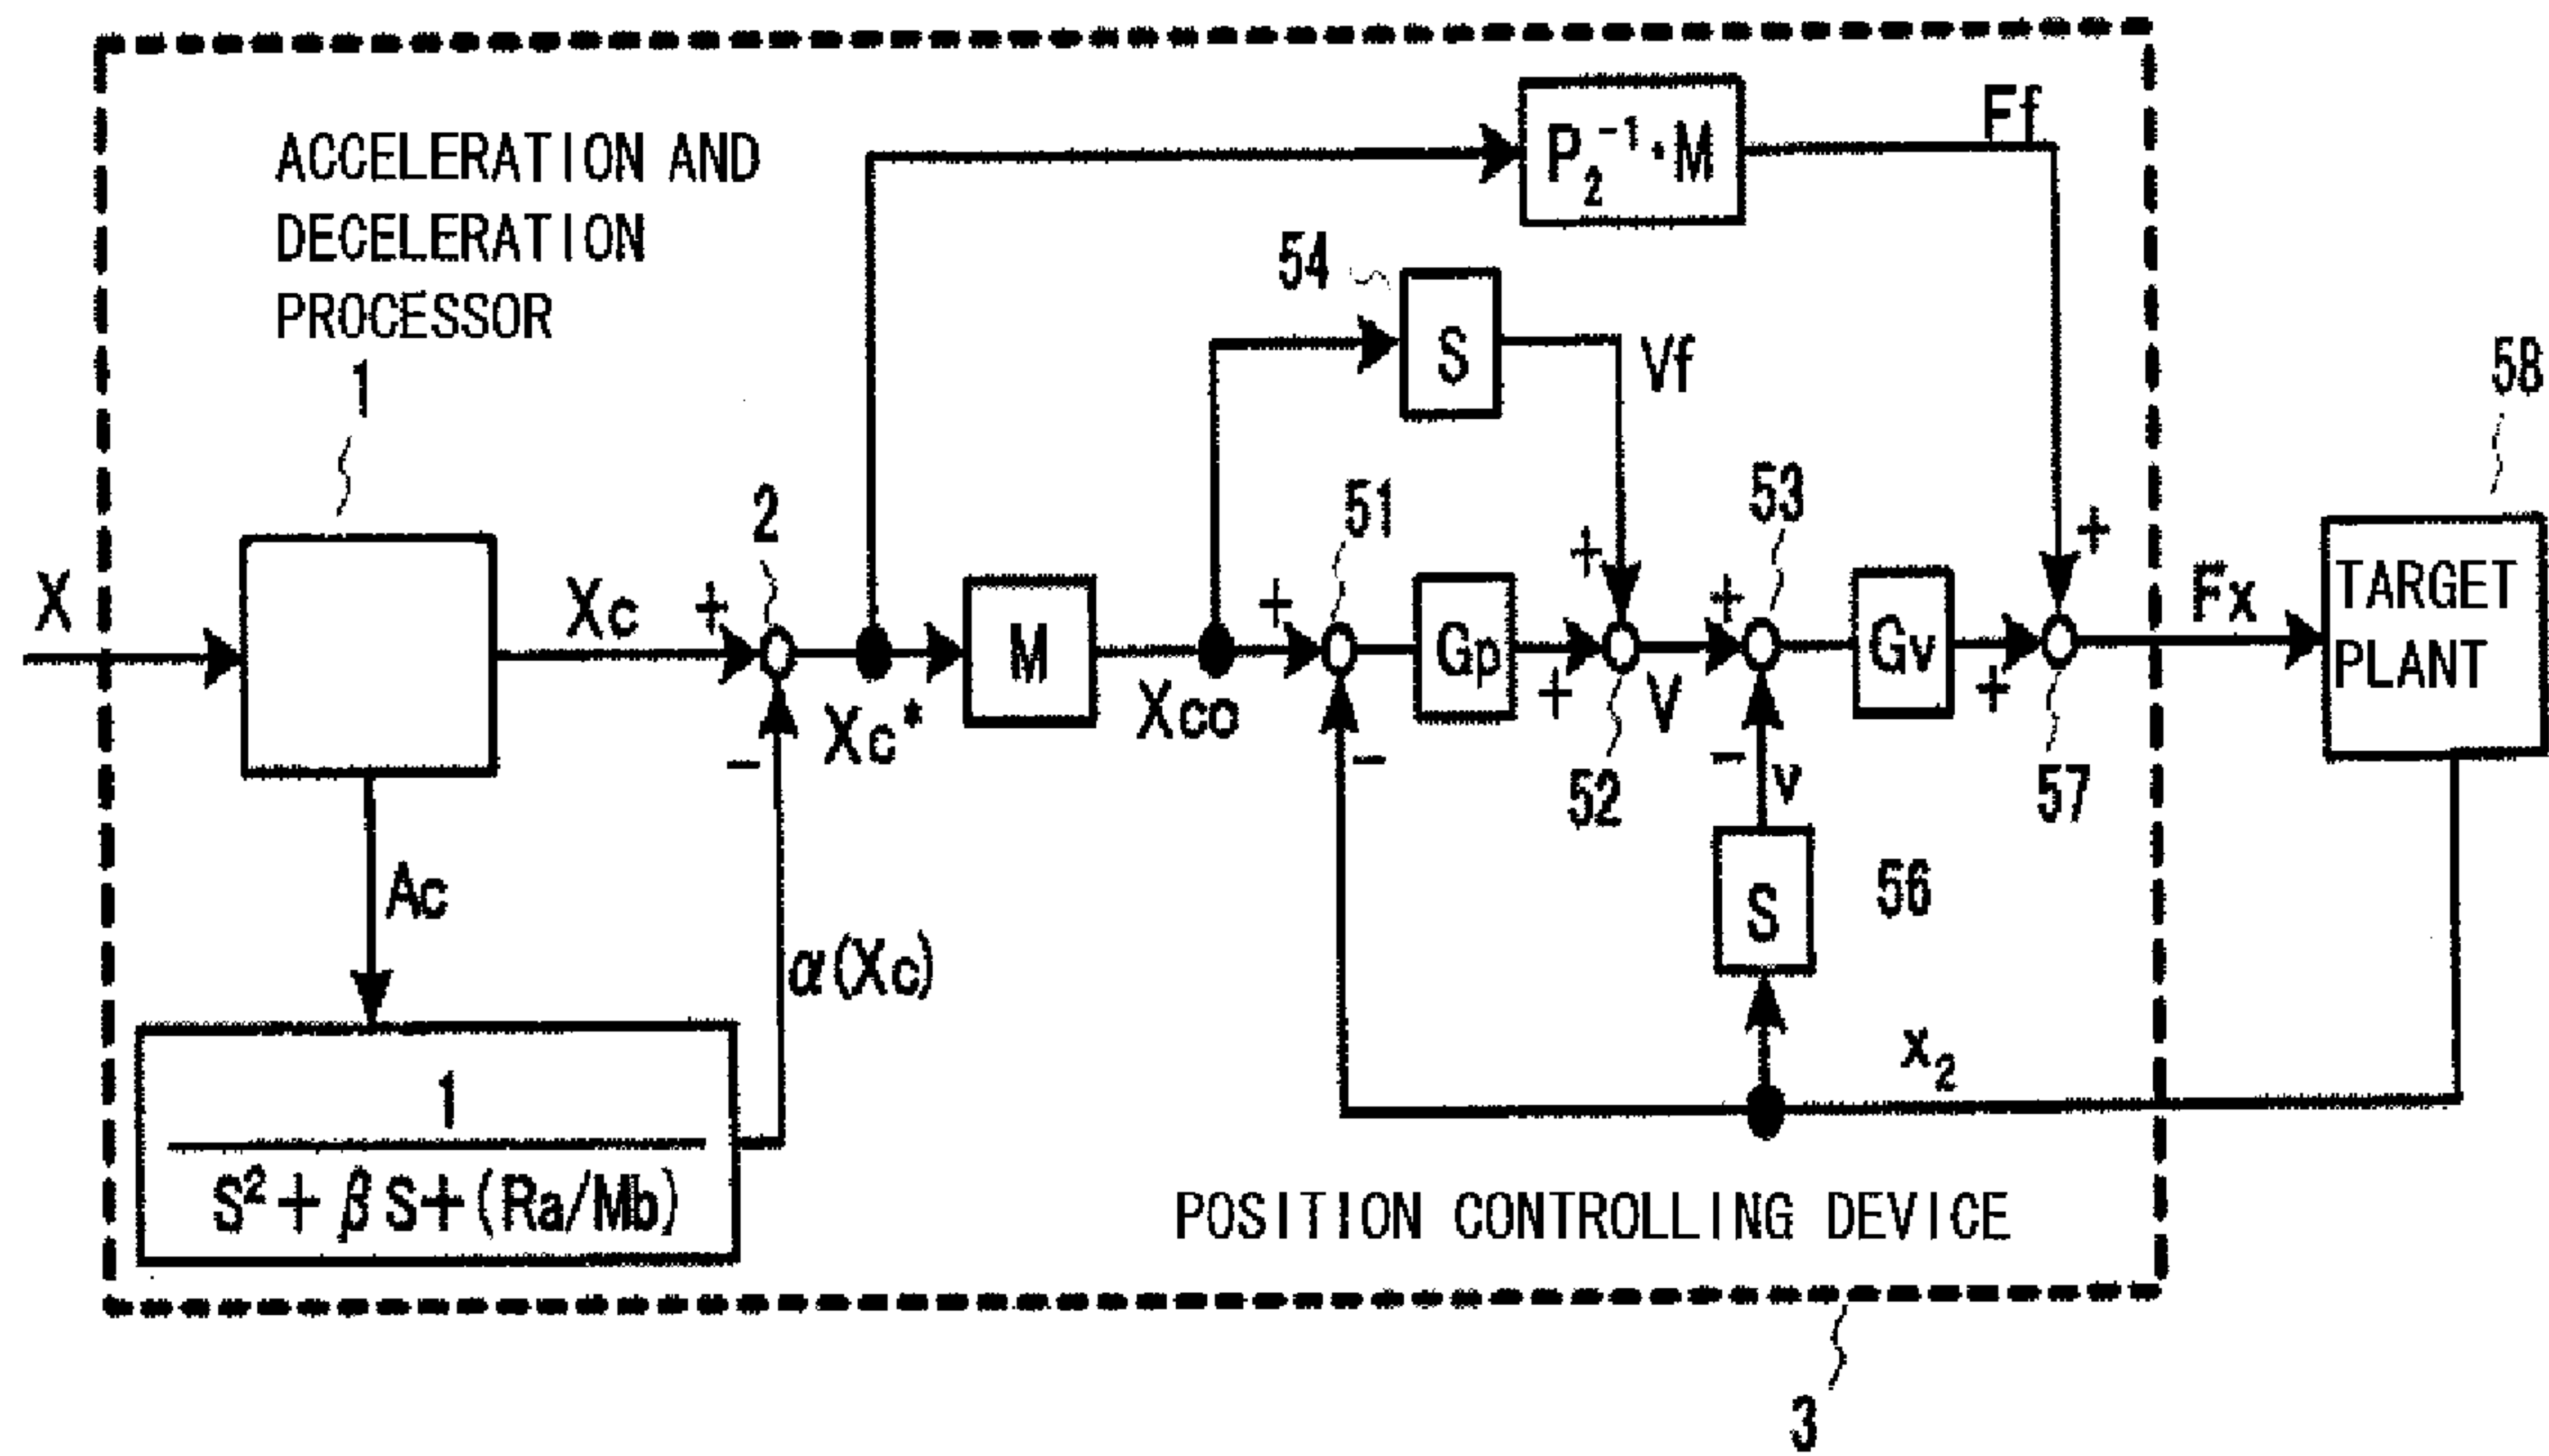 ACCELERATION AND
DECELERATION
PROCESSOR
1
P₂⁻¹·M
Ff
54
S
Vf
58
X
Xc
+
2
-
Xc*
M
Xco
51
+
-
Gp
+
+
52
V
53
+
-
v
Gv
+
+
57
Fx
TARGET
PLANT
Ac
α(Xc)
S
56
x₂
1
S²+βS+(Ra/Mb)
POSITION CONTROLLING DEVICE
3